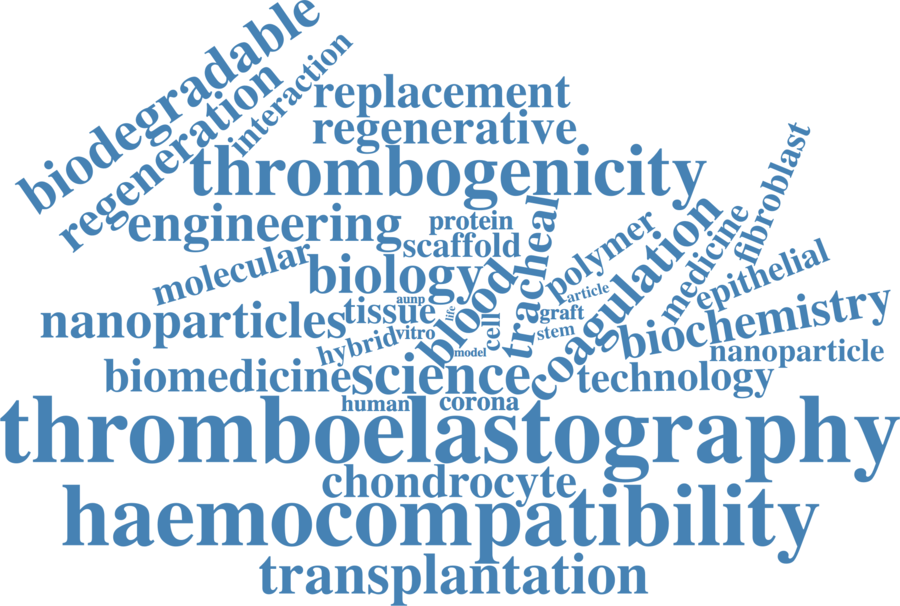 biodegradable
regeneration
interaction
replacement
regenerative
thrombogenicity
engineering
protein
scaffold
tracheal
polymer
coagulation
medicine
fibroblast
epithelial
molecular
biology
blood
article
aunp
tissue
life
cell
graft
stem
nanoparticles
hybrid
vitro
model
biochemistry
nanoparticle
biomedicine
science
technology
human
corona
thromboelastography
chondrocyte
haemocompatibility
transplantation